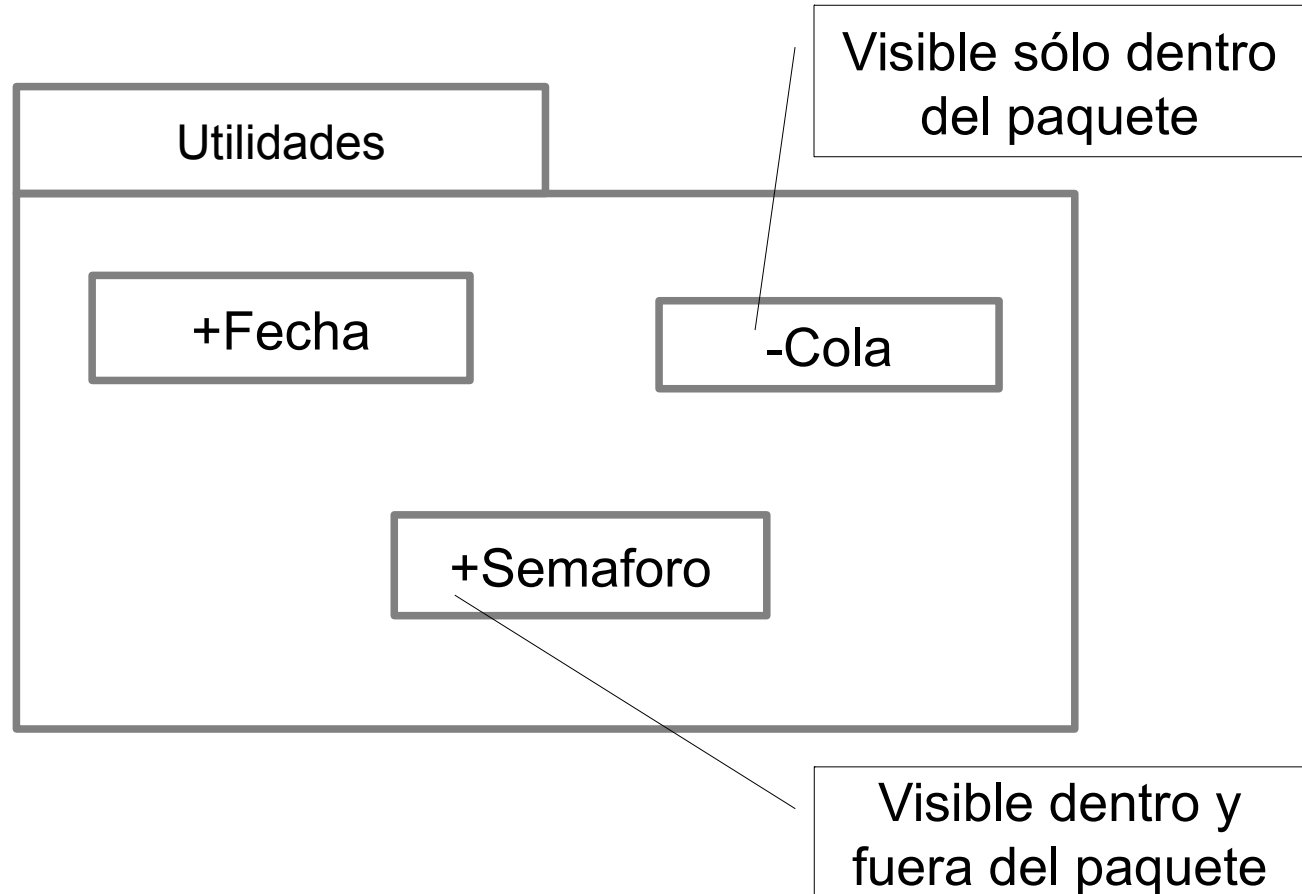 Visible sólo dentro
del paquete
Utilidades
+Fecha
-Cola
+Semaforo
Visible dentro y
fuera del paquete